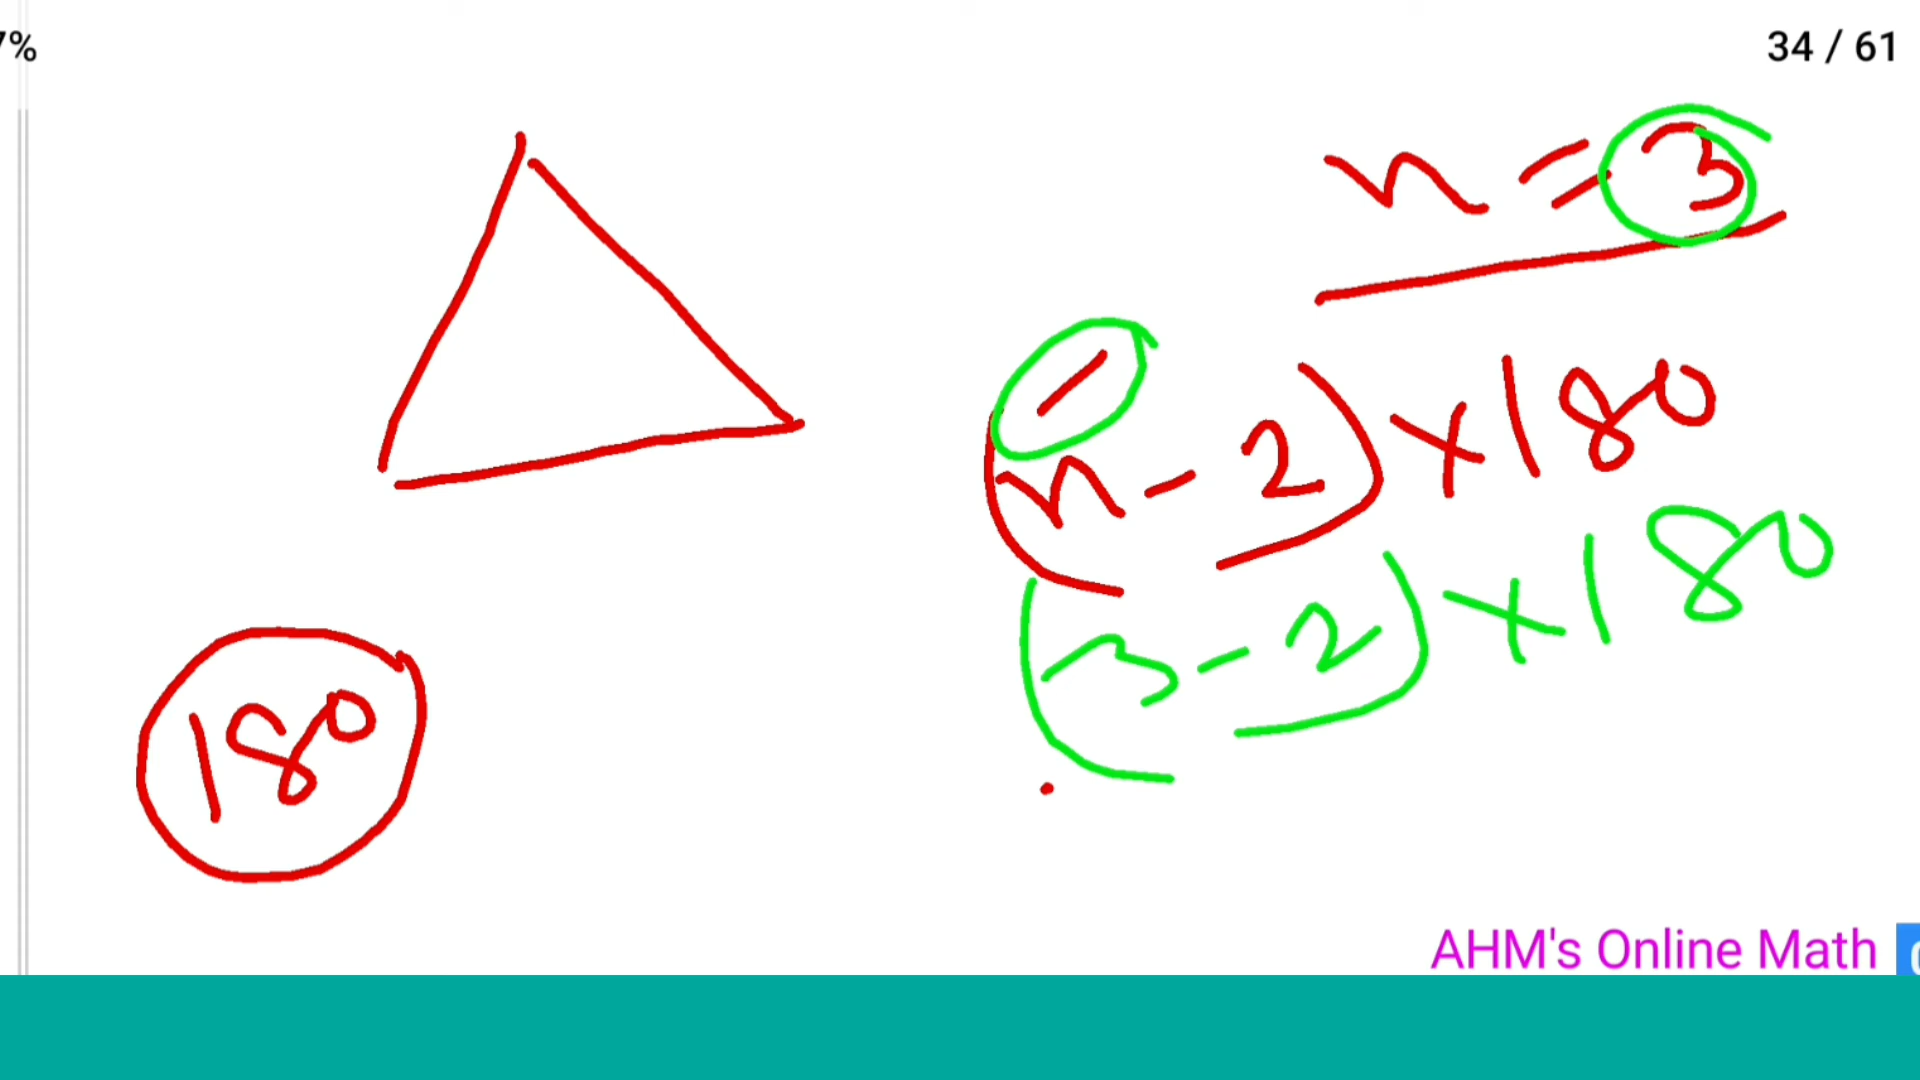 7%
34 / 61
n = 3
(n - 2) × 180
(3 - 2) × 180
180
AHM's Online Math